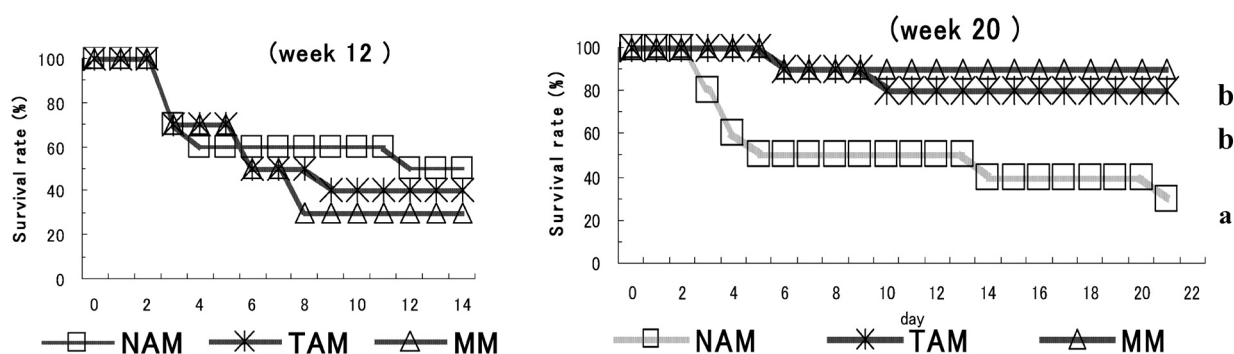 (week 12)
Survival rate (%)
100
80
60
40
20
0
0 2 4 6 8 10 12 14
NAM TAM MM
(week 20 )
Survival rate (%)
100
80
60
40
20
0
0 2 4 6 8 10 12 14 16 18 20 22
day
NAM TAM MM
b
b
a